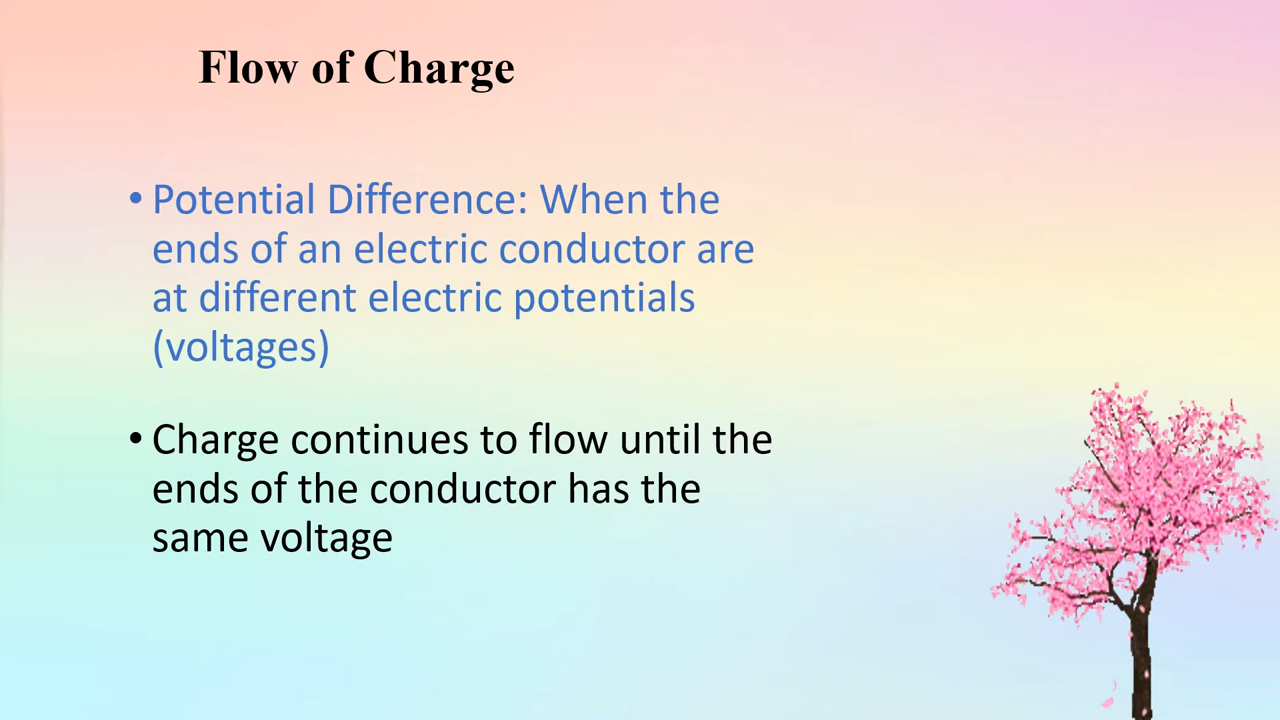 Flow of Charge
• Potential Difference: When the
ends of an electric conductor are
at different electric potentials
(voltages)
• Charge continues to flow until the
ends of the conductor has the
same voltage